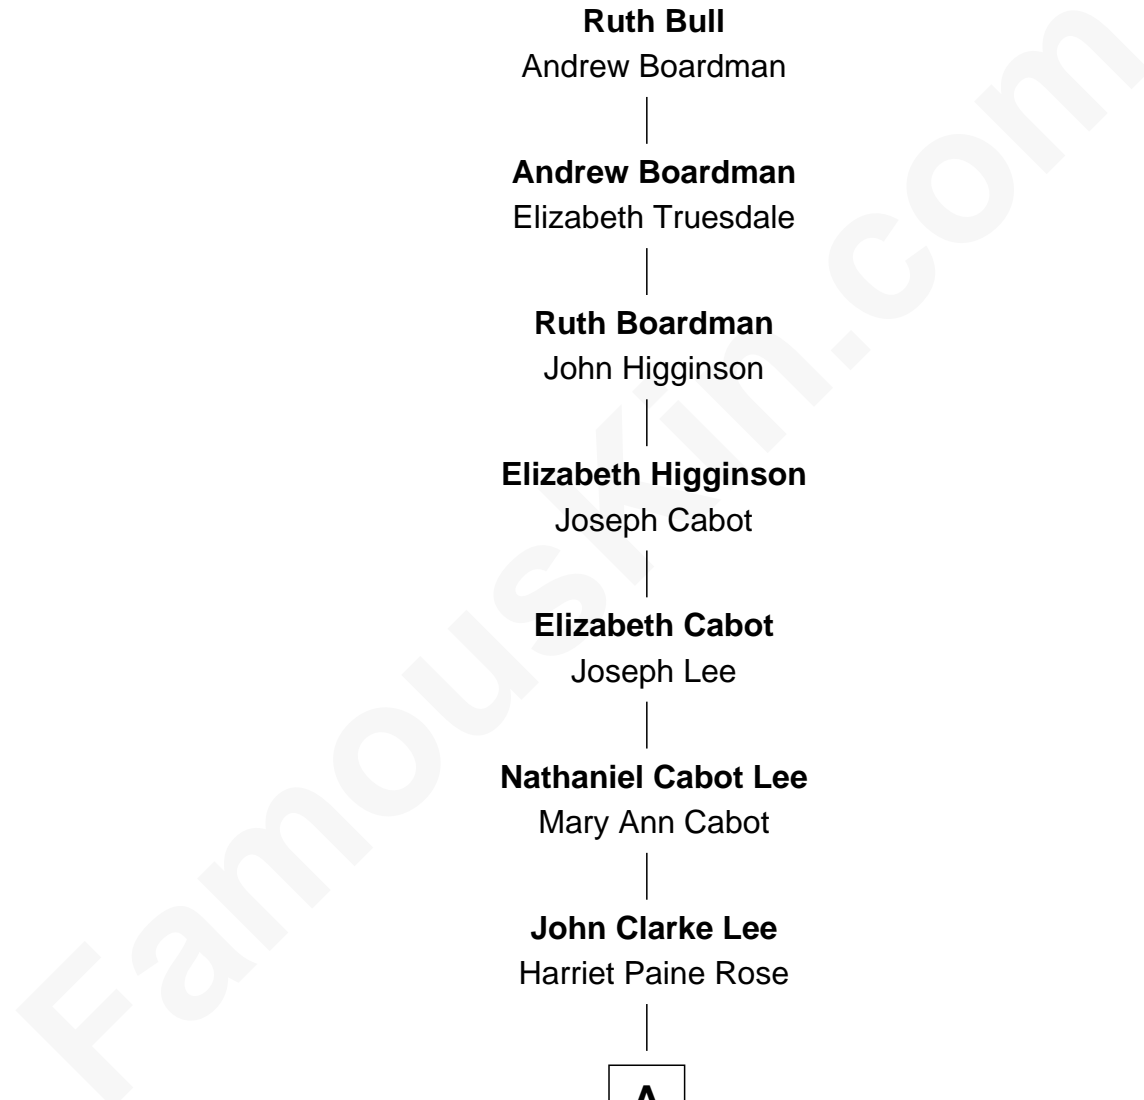 Ruth Bull
Andrew Boardman
Andrew Boardman
Elizabeth Truesdale
Ruth Boardman
John Higginson
Elizabeth Higginson
Joseph Cabot
Elizabeth Cabot
Joseph Lee
Nathaniel Cabot Lee
Mary Ann Cabot
John Clarke Lee
Harriet Paine Rose
A
FamousKin.com